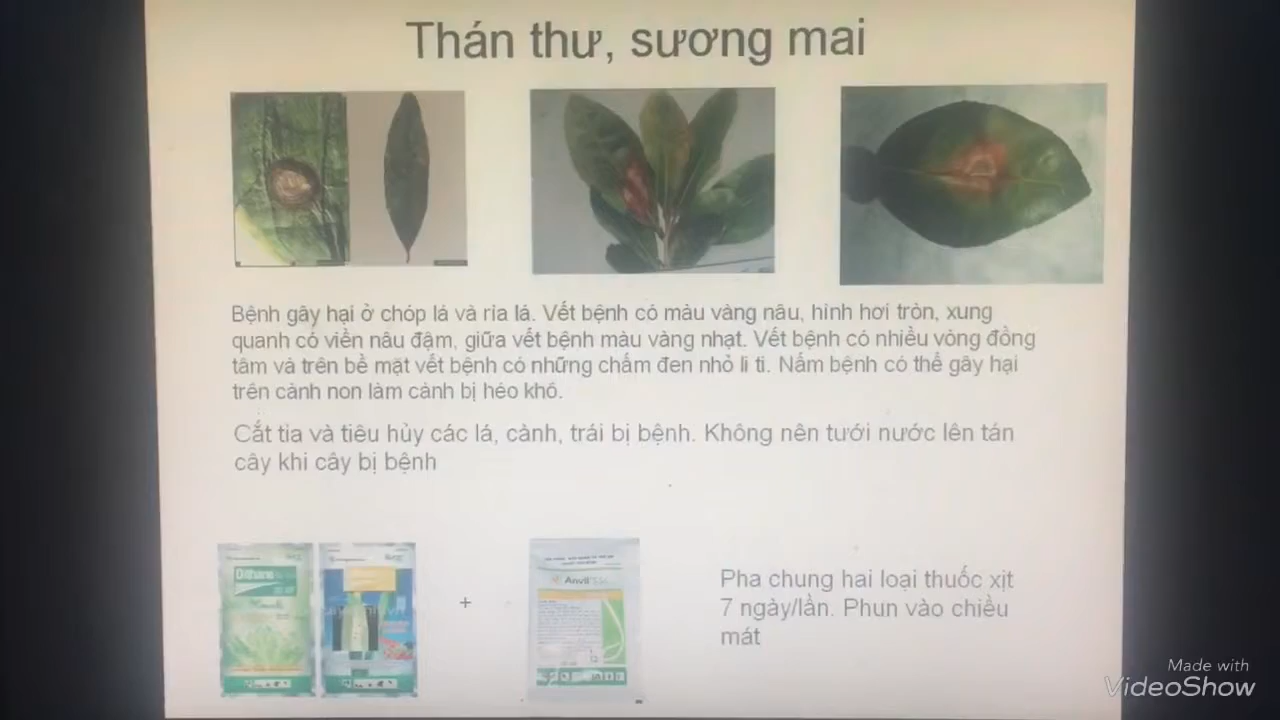 Thán thư, sương mai
Bệnh gây hại ở chóp lá và rìa lá. Vết bệnh có màu vàng nâu, hình hơi tròn, xung
quanh có viền nâu đậm, giữa vết bệnh màu vàng nhạt. Vết bệnh có nhiều vòng đồng
tâm và trên bề mặt vết bệnh có những chấm đen nhỏ li ti. Nấm bệnh có thể gây hại
trên cành non làm cành bị héo khô.
Cắt tỉa và tiêu hủy các lá, cành, trái bị bệnh. Không nên tưới nước lên tán
cây khi cây bị bệnh
Dithane
+
Anvil
Pha chung hai loại thuốc xịt
7 ngày/lần. Phun vào chiều
mát
Made with
VideoShow